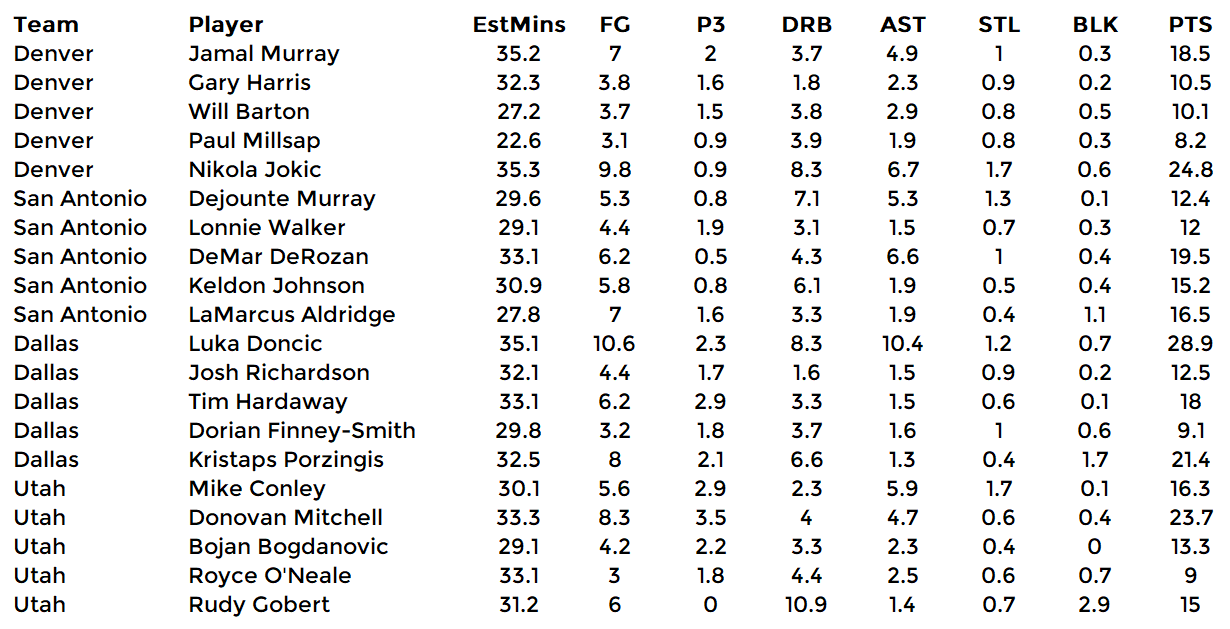 Team Player EstMins FG P3 DRB AST STL BLK PTS
Denver Jamal Murray 35.2 7 2 3.7 4.9 1 0.3 18.5
Denver Gary Harris 32.3 3.8 1.6 1.8 2.3 0.9 0.2 10.5
Denver Will Barton 27.2 3.7 1.5 3.8 2.9 0.8 0.5 10.1
Denver Paul Millsap 22.6 3.1 0.9 3.9 1.9 0.8 0.3 8.2
Denver Nikola Jokic 35.3 9.8 0.9 8.3 6.7 1.7 0.6 24.8
San Antonio Dejounte Murray 29.6 5.3 0.8 7.1 5.3 1.3 0.1 12.4
San Antonio Lonnie Walker 29.1 4.4 1.9 3.1 1.5 0.7 0.3 12
San Antonio DeMar DeRozan 33.1 6.2 0.5 4.3 6.6 1 0.4 19.5
San Antonio Keldon Johnson 30.9 5.8 0.8 6.1 1.9 0.5 0.4 15.2
San Antonio LaMarcus Aldridge 27.8 7 1.6 3.3 1.9 0.4 1.1 16.5
Dallas Luka Doncic 35.1 10.6 2.3 8.3 10.4 1.2 0.7 28.9
Dallas Josh Richardson 32.1 4.4 1.7 1.6 1.5 0.9 0.2 12.5
Dallas Tim Hardaway 33.1 6.2 2.9 3.3 1.5 0.6 0.1 18
Dallas Dorian Finney-Smith 29.8 3.2 1.8 3.7 1.6 1 0.6 9.1
Dallas Kristaps Porzingis 32.5 8 2.1 6.6 1.3 0.4 1.7 21.4
Utah Mike Conley 30.1 5.6 2.9 2.3 5.9 1.7 0.1 16.3
Utah Donovan Mitchell 33.3 8.3 3.5 4 4.7 0.6 0.4 23.7
Utah Bojan Bogdanovic 29.1 4.2 2.2 3.3 2.3 0.4 0 13.3
Utah Royce O'Neale 33.1 3 1.8 4.4 2.5 0.6 0.7 9
Utah Rudy Gobert 31.2 6 0 10.9 1.4 0.7 2.9 15